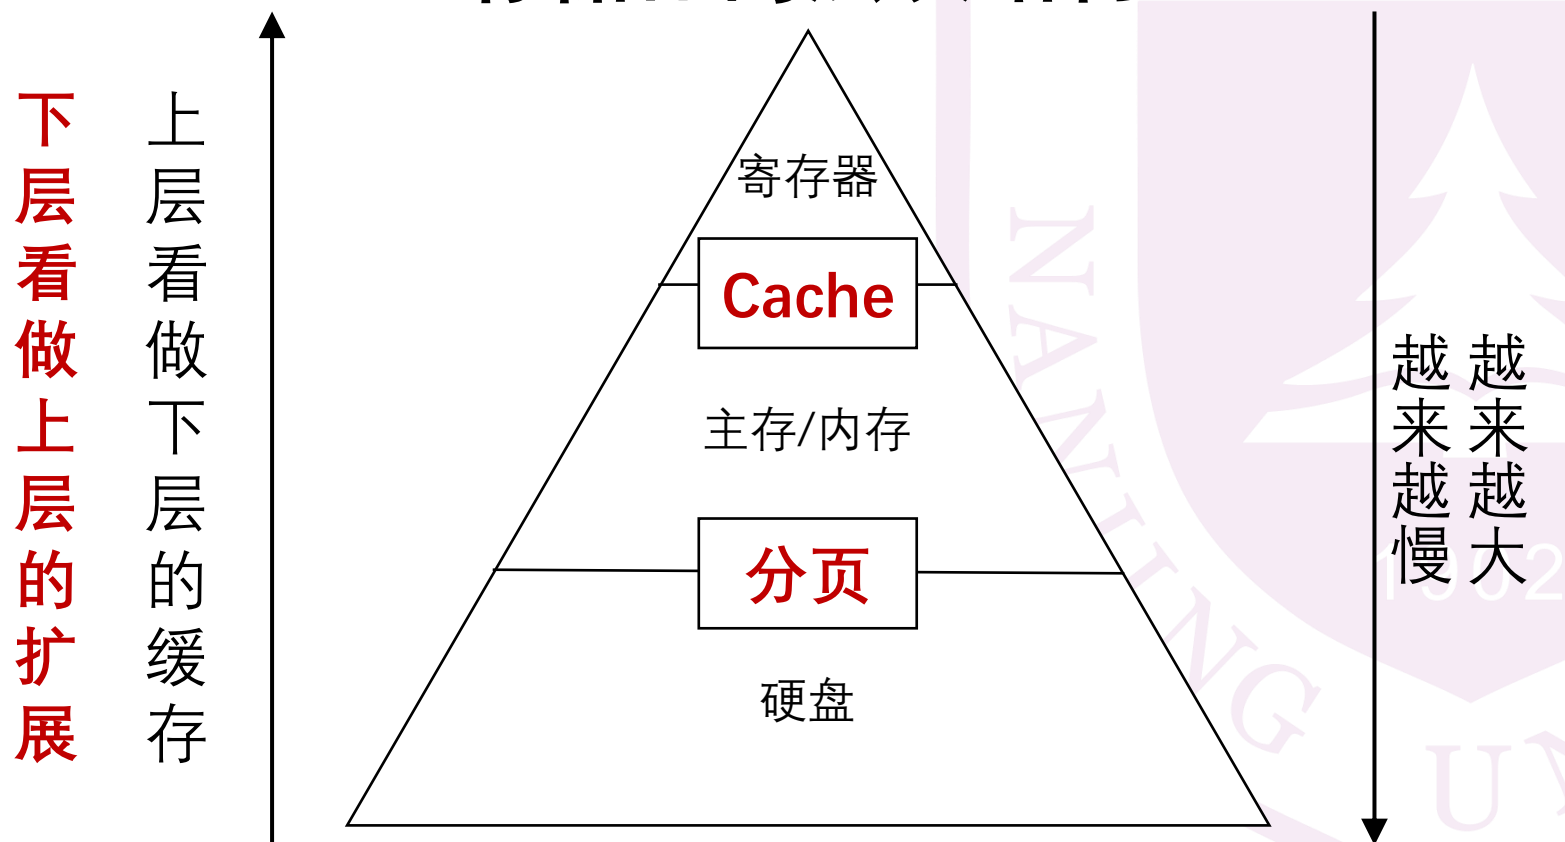 下层看做上层的扩展
上层看做下层的缓存
寄存器
Cache
主存/内存
分页
硬盘
越来越慢
越来越大
NANJING U
1902